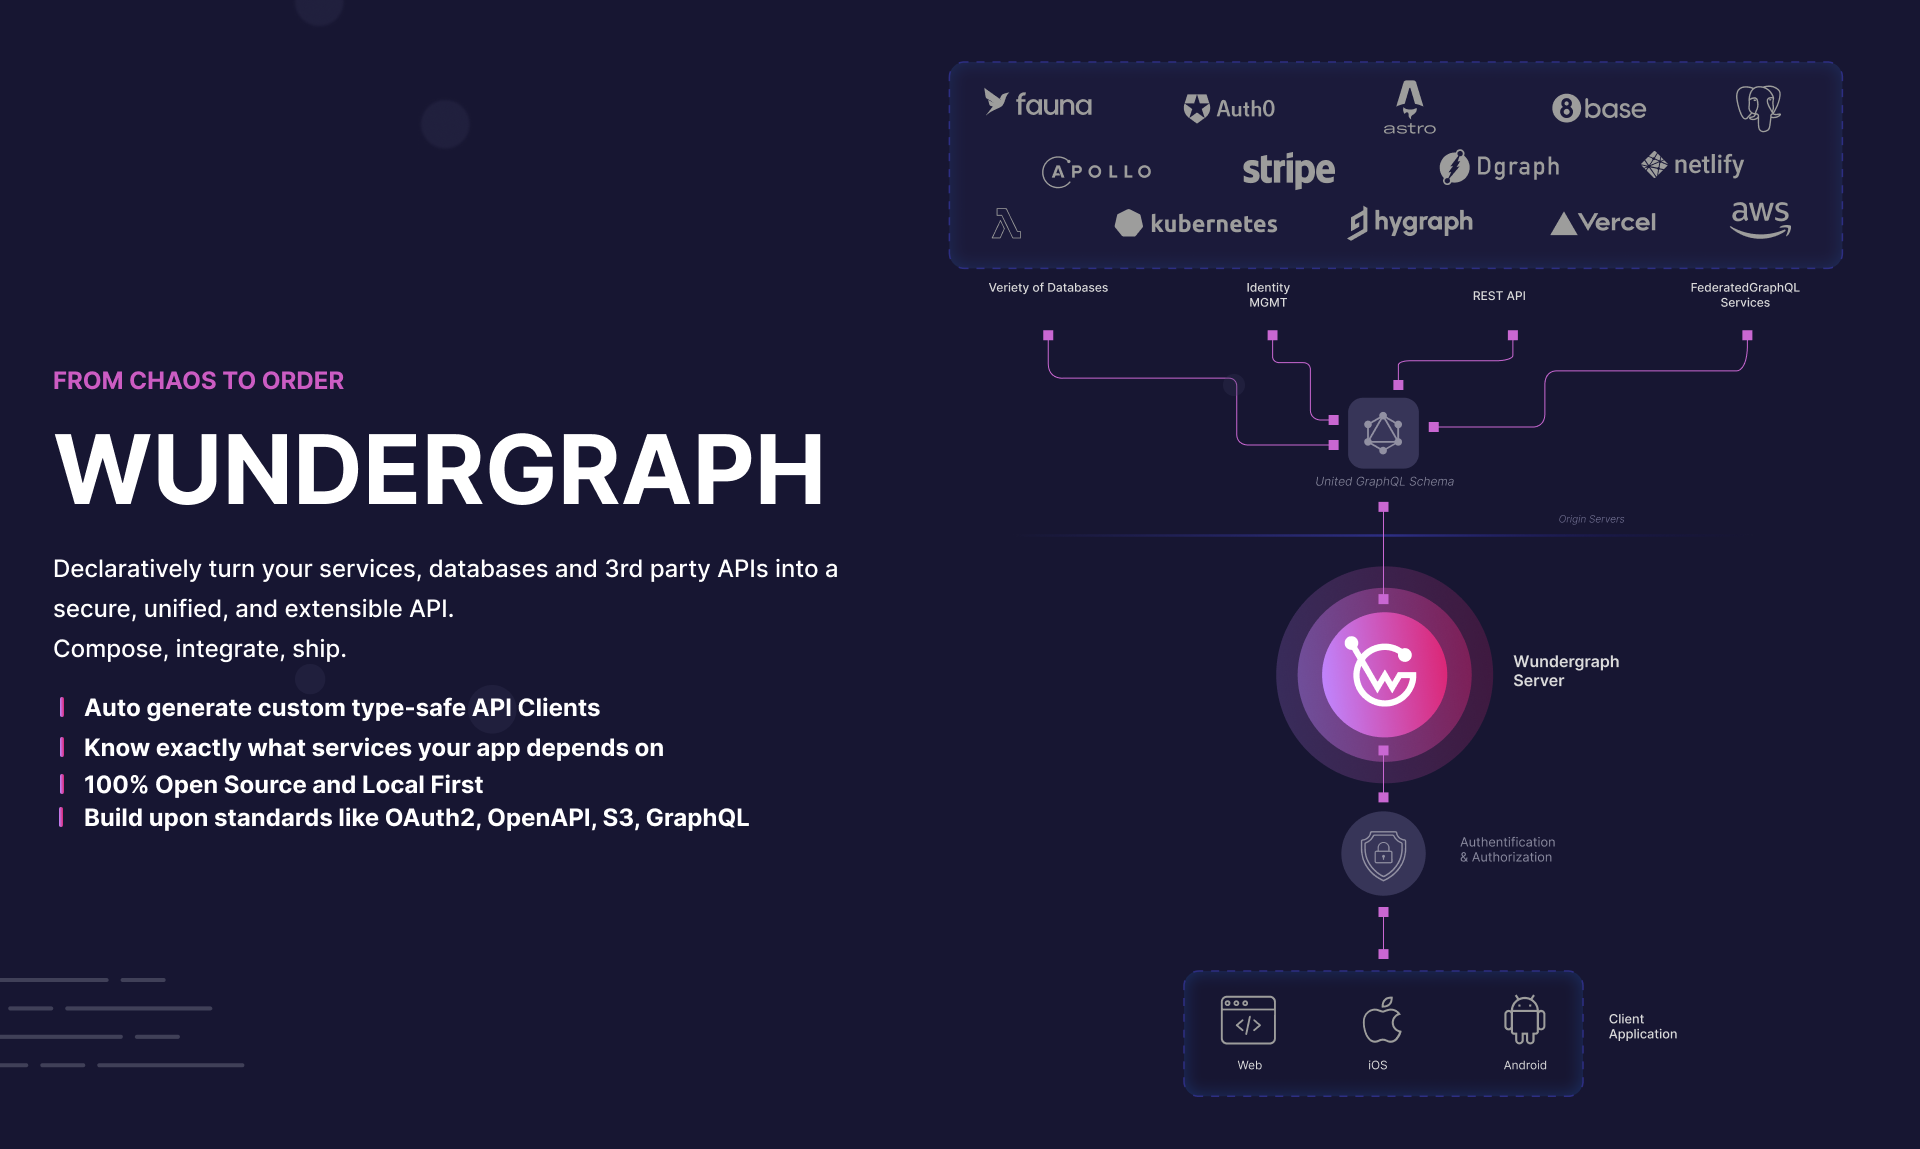 FROM CHAOS TO ORDER
WUNDERGRAPH
Declaratively turn your services, databases and 3rd party APIs into a
secure, unified, and extensible API.
Compose, integrate, ship.
Auto generate custom type-safe API Clients
Know exactly what services your app depends on
100% Open Source and Local First
Build upon standards like OAuth2, OpenAPI, S3, GraphQL
fauna
Auth0
astro
8base
APOLLO
stripe
Dgraph
netlify
kubernetes
hygraph
Vercel
aws
Veriety of Databases
Identity
MGMT
REST API
FederatedGraphQL
Services
United GraphQL Schema
Origin Servers
Wundergraph
Server
Authentification
& Authorization
Web
iOS
Android
Client
Application